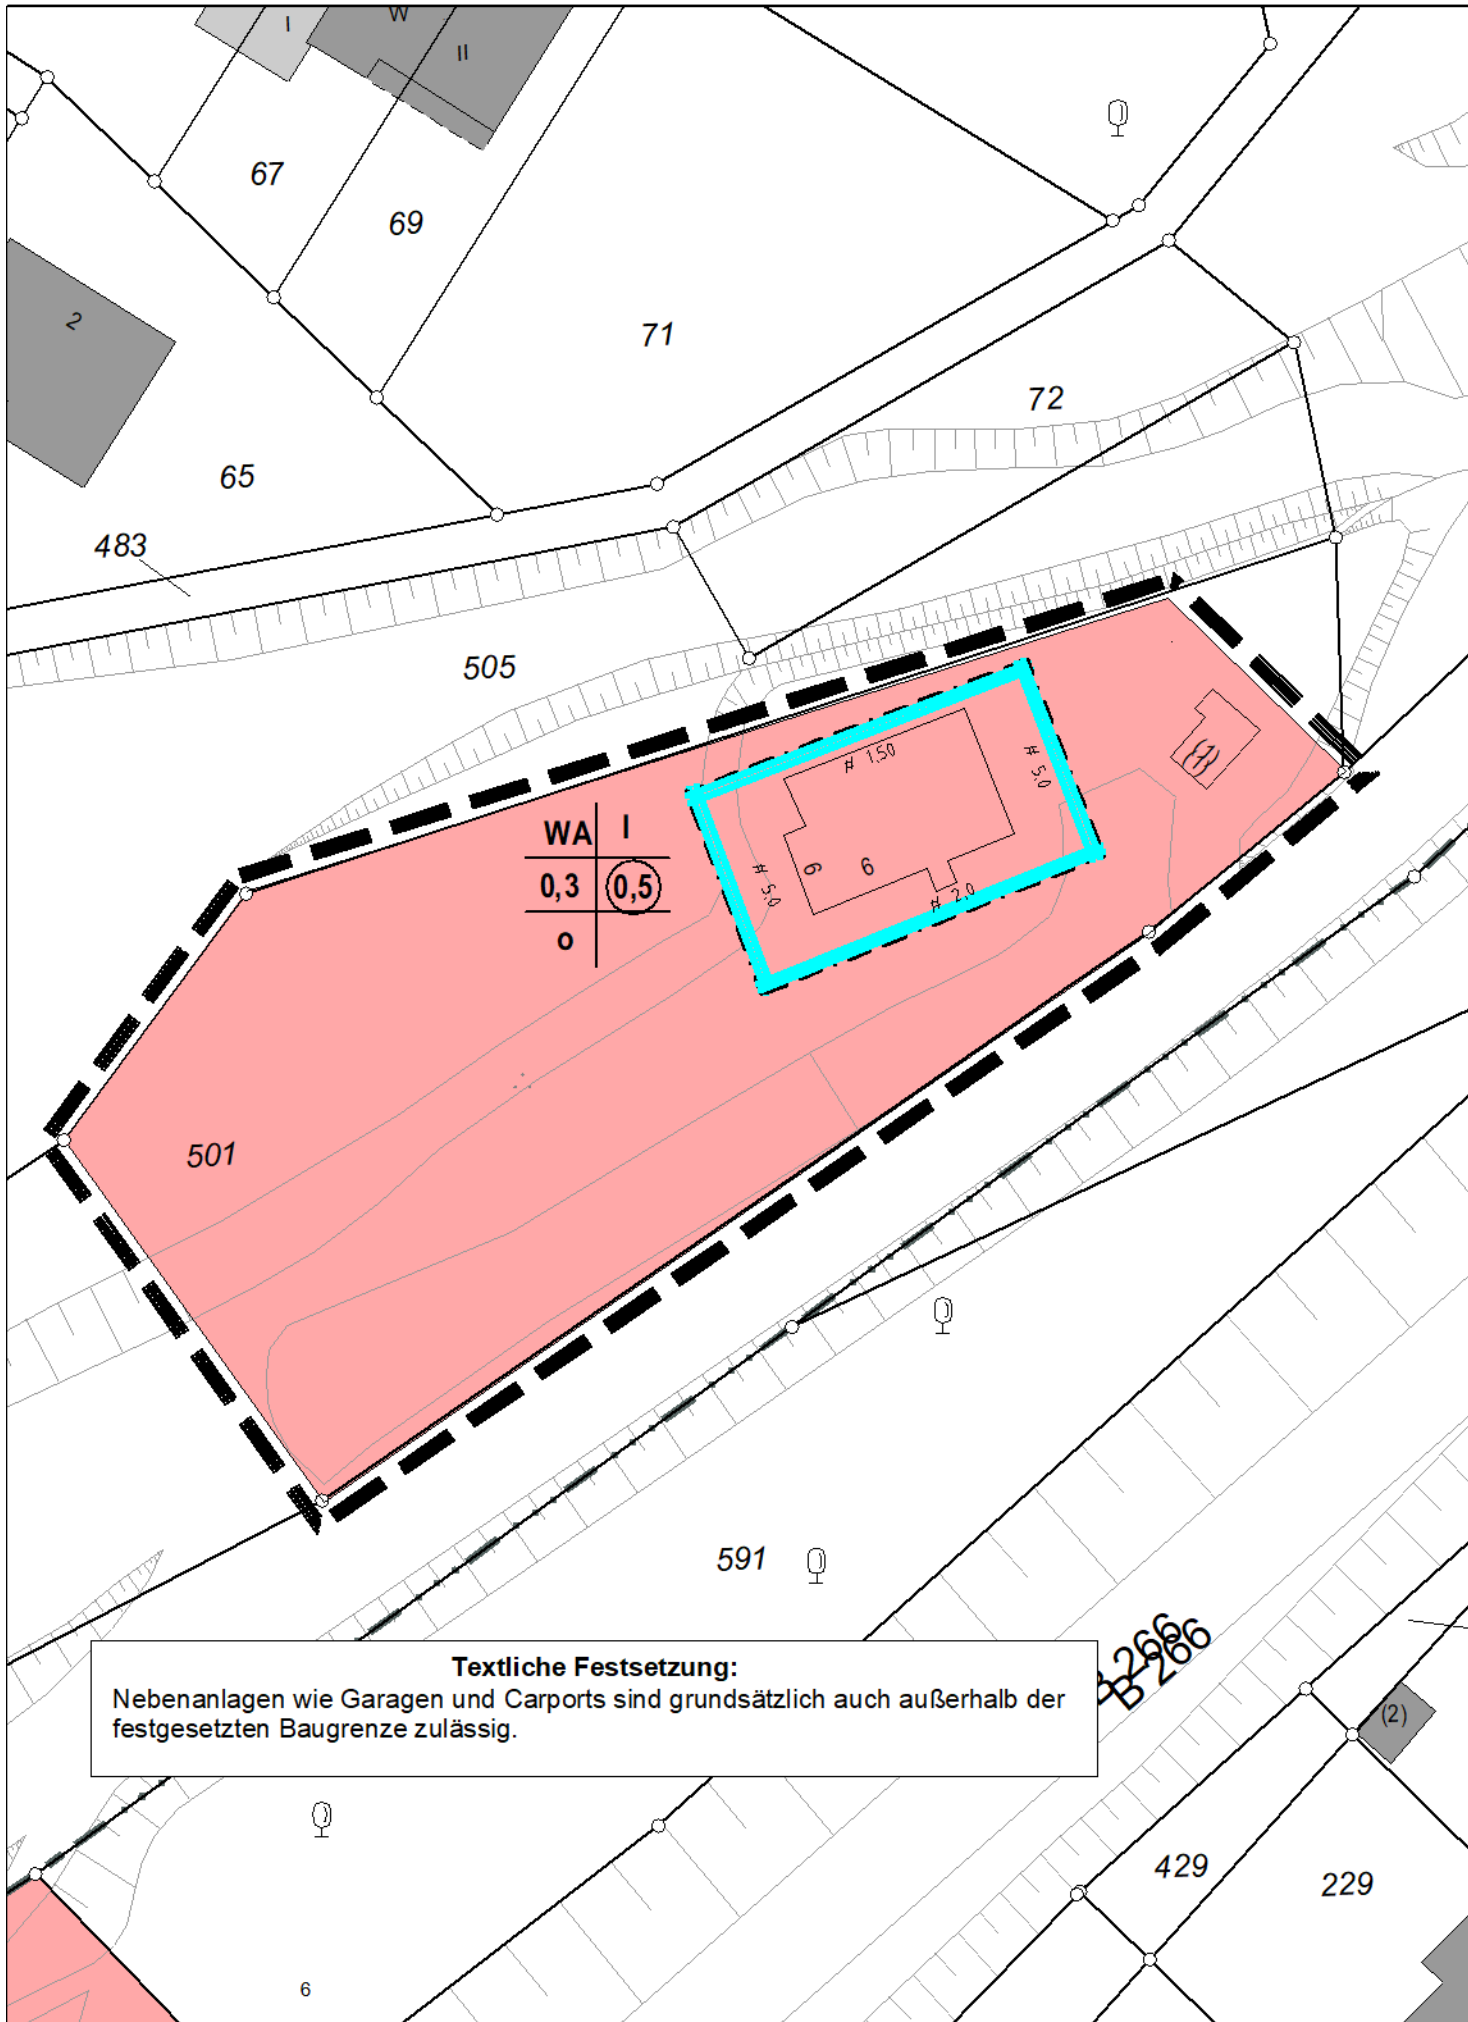 I
W
II
67
69
2
71
72
65
483
505
# 1,50
# 5,0
(1)
WA I
0,3 0,5
o
6
9
# 5,0
# 2,0
501
591
B 266
B 266
Textliche Festsetzung:
Nebenanlagen wie Garagen und Carports sind grundsätzlich auch außerhalb der
festgesetzten Baugrenze zulässig.
(2)
429
229
6